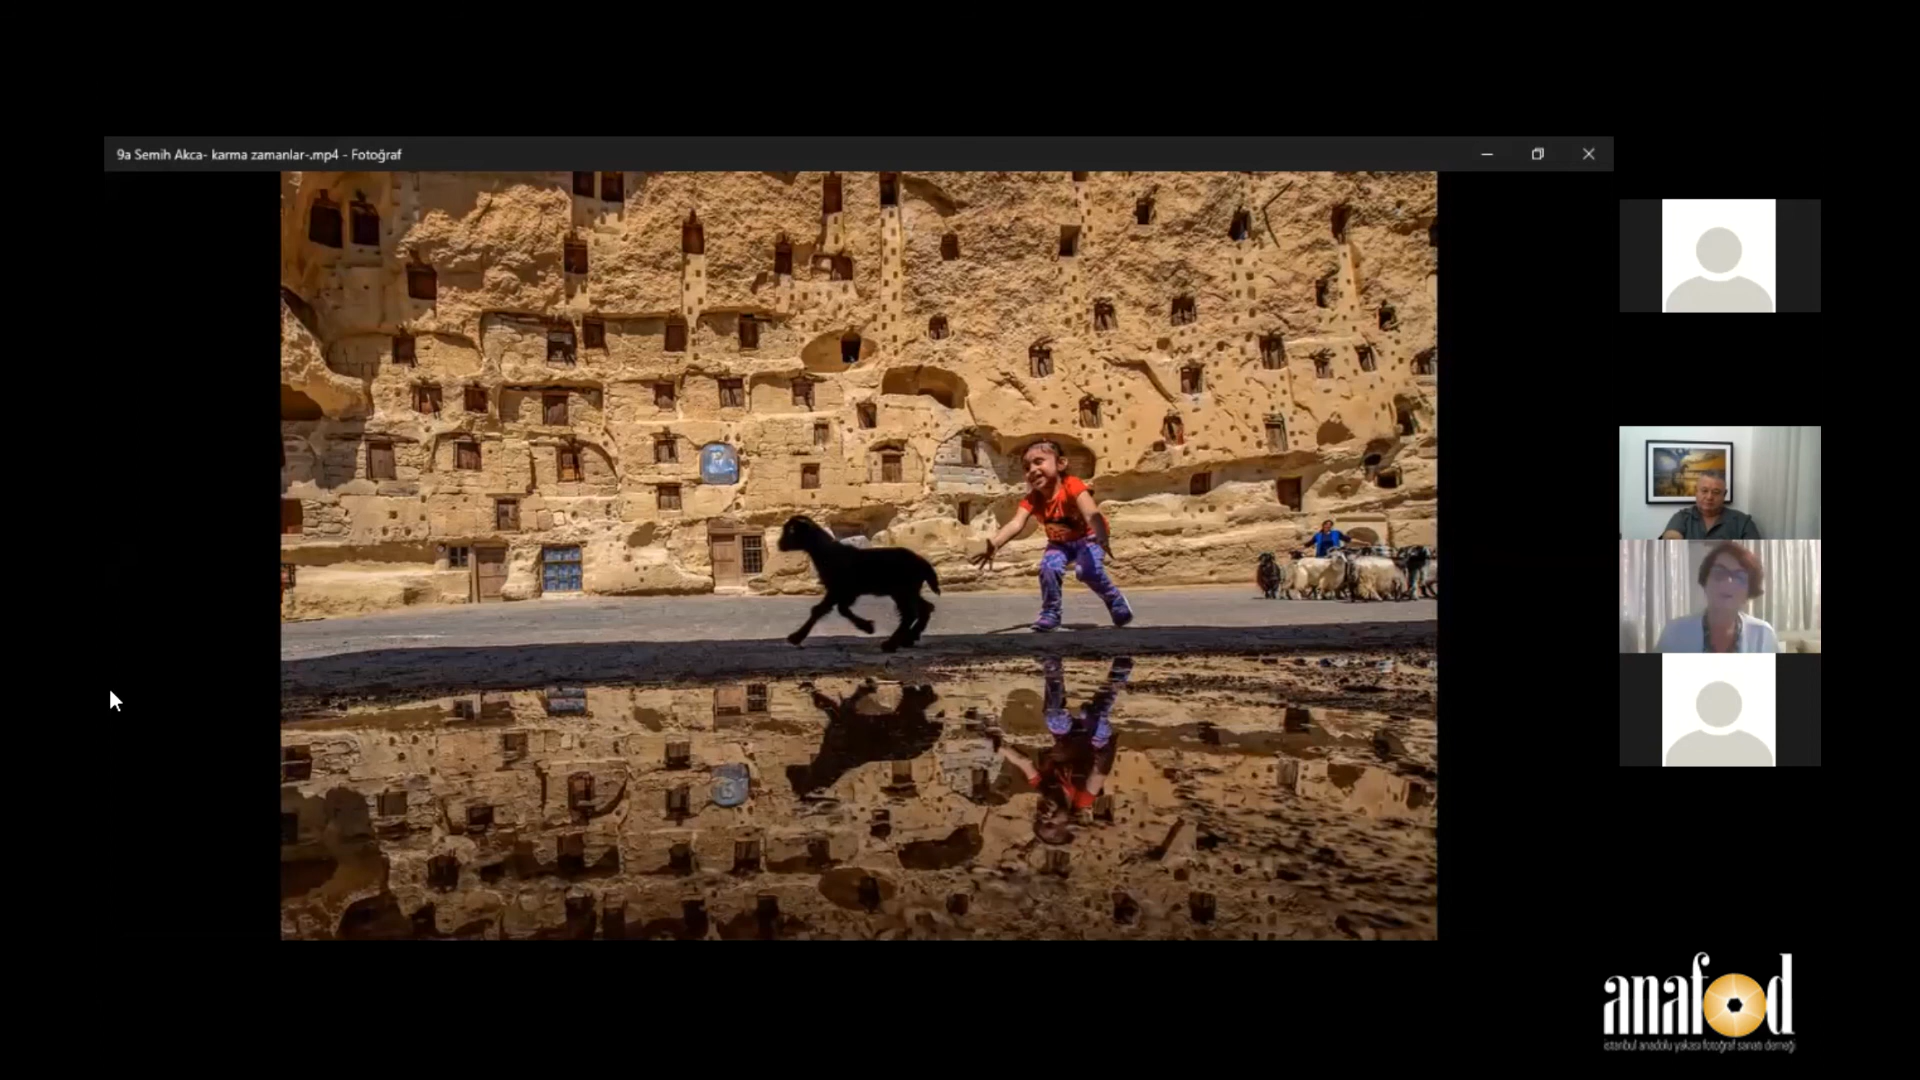 9a Semih Akca- karma zamanlar-.mp4 - Fotoğraf
anafod
istanbul anadolu yakası fotoğraf sanatı derneği